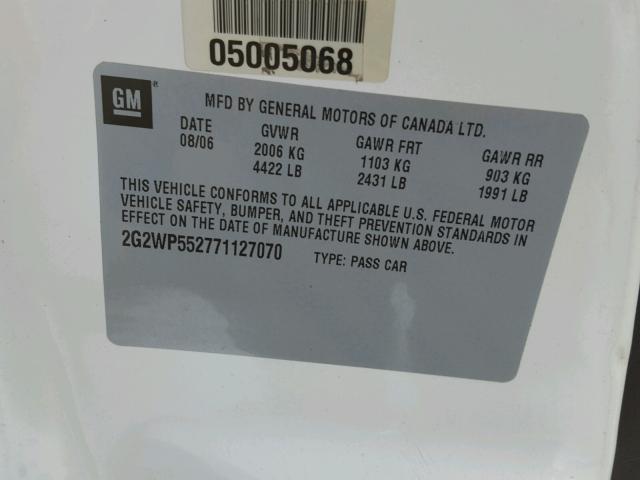 05005068
GM ®
MFD BY GENERAL MOTORS OF CANADA LTD.
DATE GVWR GAWR FRT GAWR RR
08/06 2006 KG 1103 KG 903 KG
4422 LB 2431 LB 1991 LB
THIS VEHICLE CONFORMS TO ALL APPLICABLE U.S. FEDERAL MOTOR
VEHICLE SAFETY, BUMPER, AND THEFT PREVENTION STANDARDS IN
EFFECT ON THE DATE OF MANUFACTURE SHOWN ABOVE.
2G2WP552771127070 TYPE: PASS CAR